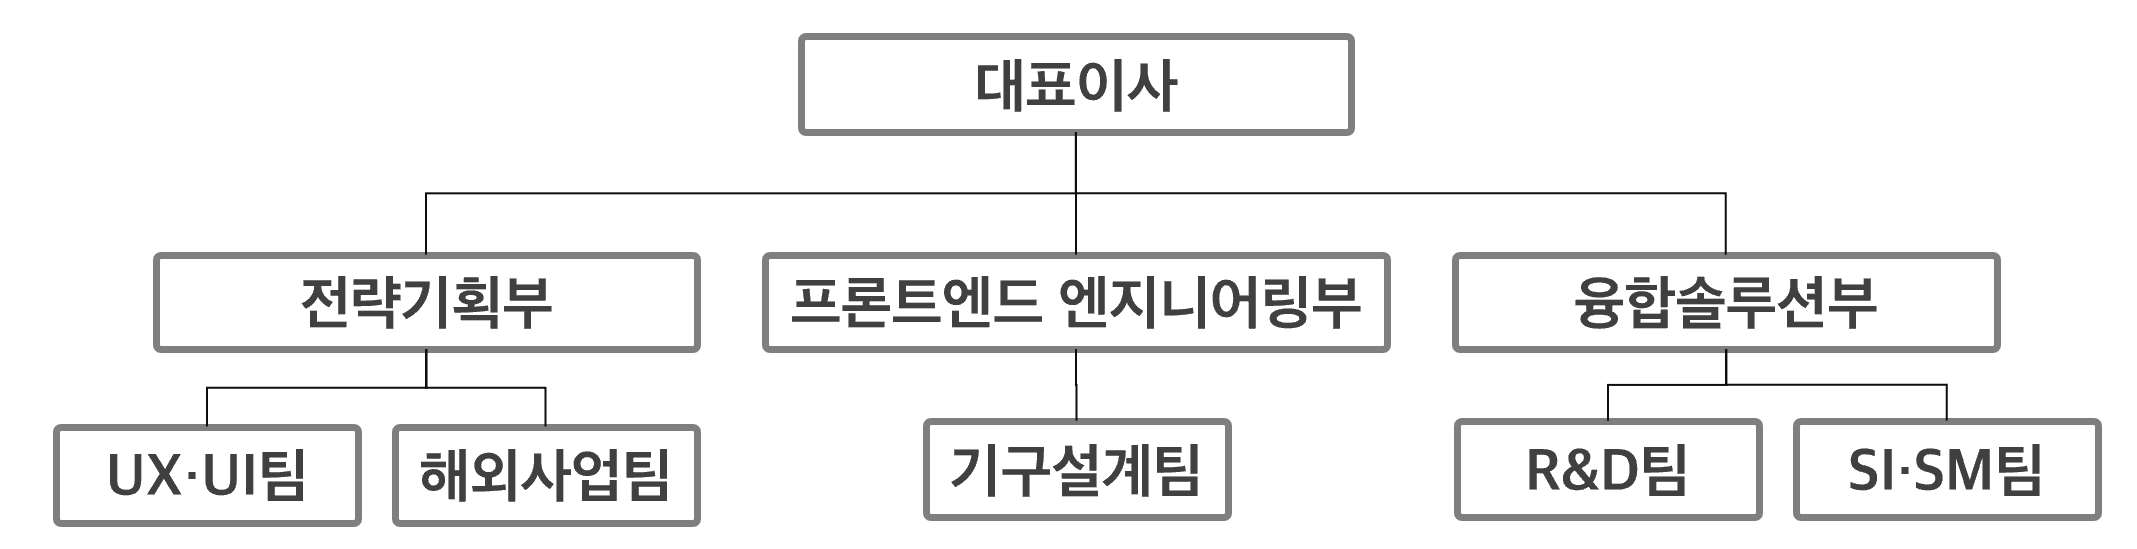 대표이사
전략기획부
프론트엔드 엔지니어링부
융합솔루션부
UX·UI팀
해외사업팀
기구설계팀
R&D팀
SI·SM팀